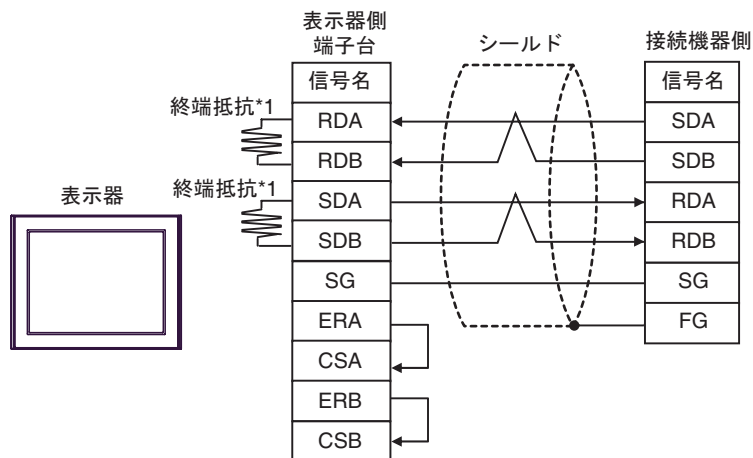 表示器側
端子台
シールド
接続機器側
信号名
信号名
終端抵抗*1
RDA
SDA
RDB
SDB
終端抵抗*1
表示器
SDA
RDA
SDB
RDB
SG
SG
ERA
FG
CSA
ERB
CSB